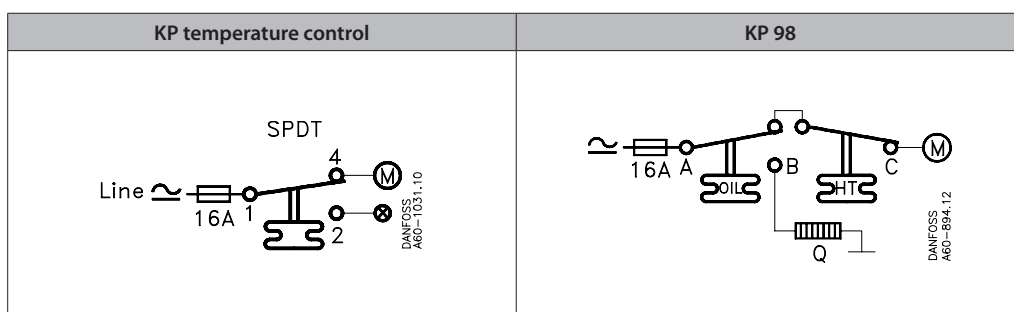 KP temperature control
KP 98
SPDT
4
Line
16A
1
M
2
DANFOSS
A60-1031.10
16A
A
OIL
B
HT
C
M
Q
DANFOSS
A60-894.12